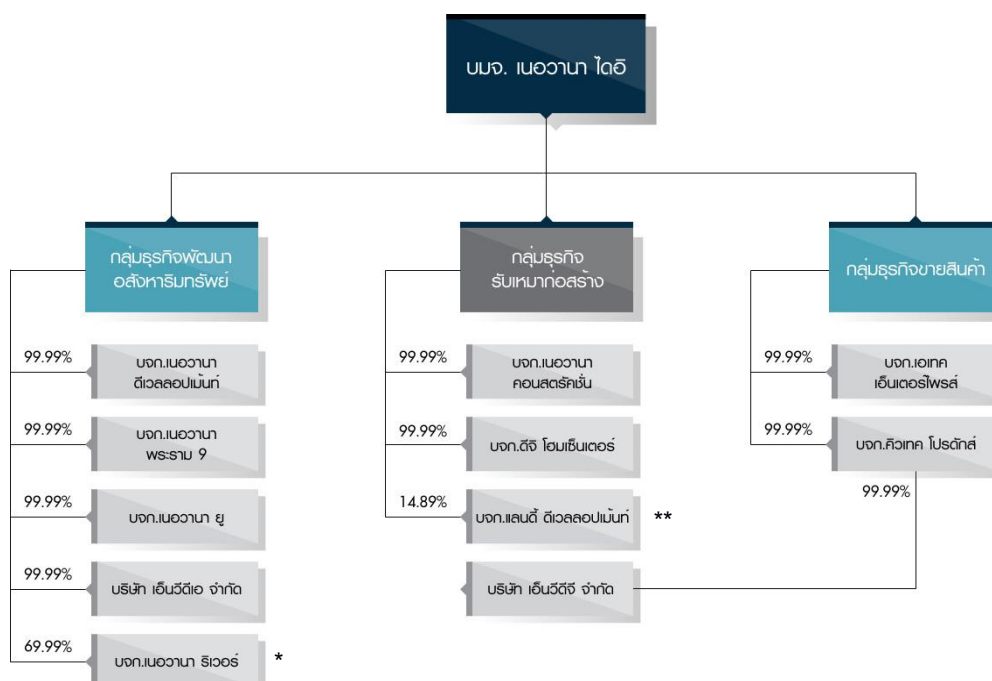 บมจ. เนอวานา ไดอิ
กลุ่มธุรกิจพัฒนา
อสังหาริมทรัพย์
99.99%
บจก.เนอวานา
ดีเวลลอปเม้นท์
99.99%
บจก.เนอวานา
พระราม 9
99.99%
บจก.เนอวานา ยู
99.99%
บริษัท เอ็นวีดีเอ จำกัด
69.99%
บจก.เนอวานา ริเวอร์ *
กลุ่มธุรกิจ
รับเหมาก่อสร้าง
99.99%
บจก.เนอวานา
คอนสตรัคชั่น
99.99%
บจก.ดีจิ โฮมเซ็นเตอร์
14.89%
บจก.แลนดี้ ดีเวลลอปเม้นท์ **
บริษัท เอ็นวีดีจี จำกัด
กลุ่มธุรกิจขายสินค้า
99.99%
บจก.เอเทค
เอ็นเตอร์ไพรส์
99.99%
บจก.คิวเทค โปรดักส์
99.99%